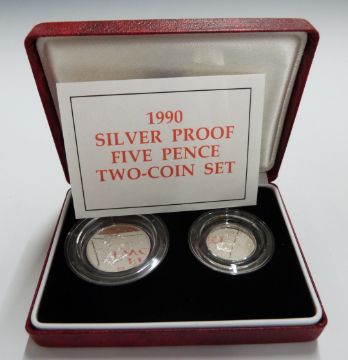 1990
SILVER PROOF
FIVE PENCE
TWO-COIN SET